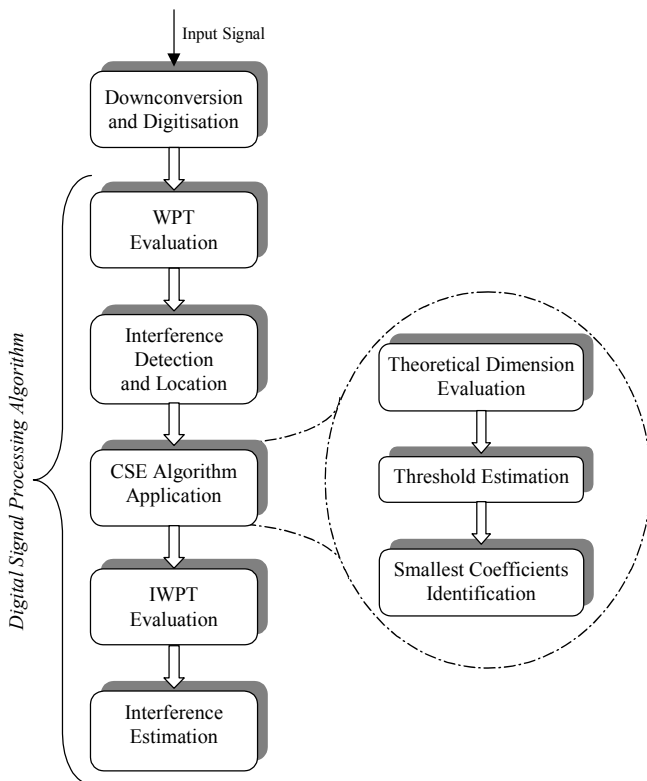 Input Signal
Downconversion
and Digitisation
WPT
Evaluation
Interference
Detection
and Location
CSE Algorithm
Application
IWPT
Evaluation
Interference
Estimation
Digital Signal Processing Algorithm
Theoretical Dimension
Evaluation
Threshold Estimation
Smallest Coefficients
Identification